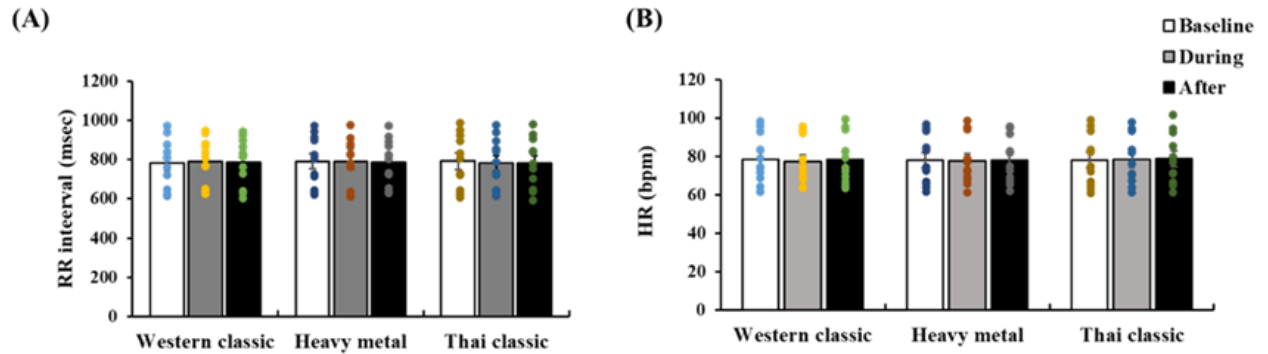 (A)
RR inteerval (msec)
1200
1000
800
600
400
200
0
Western classic Heavy metal Thai classic
(B)
Baseline
During
After
HR (bpm)
120
100
80
60
40
20
0
Western classic Heavy metal Thai classic